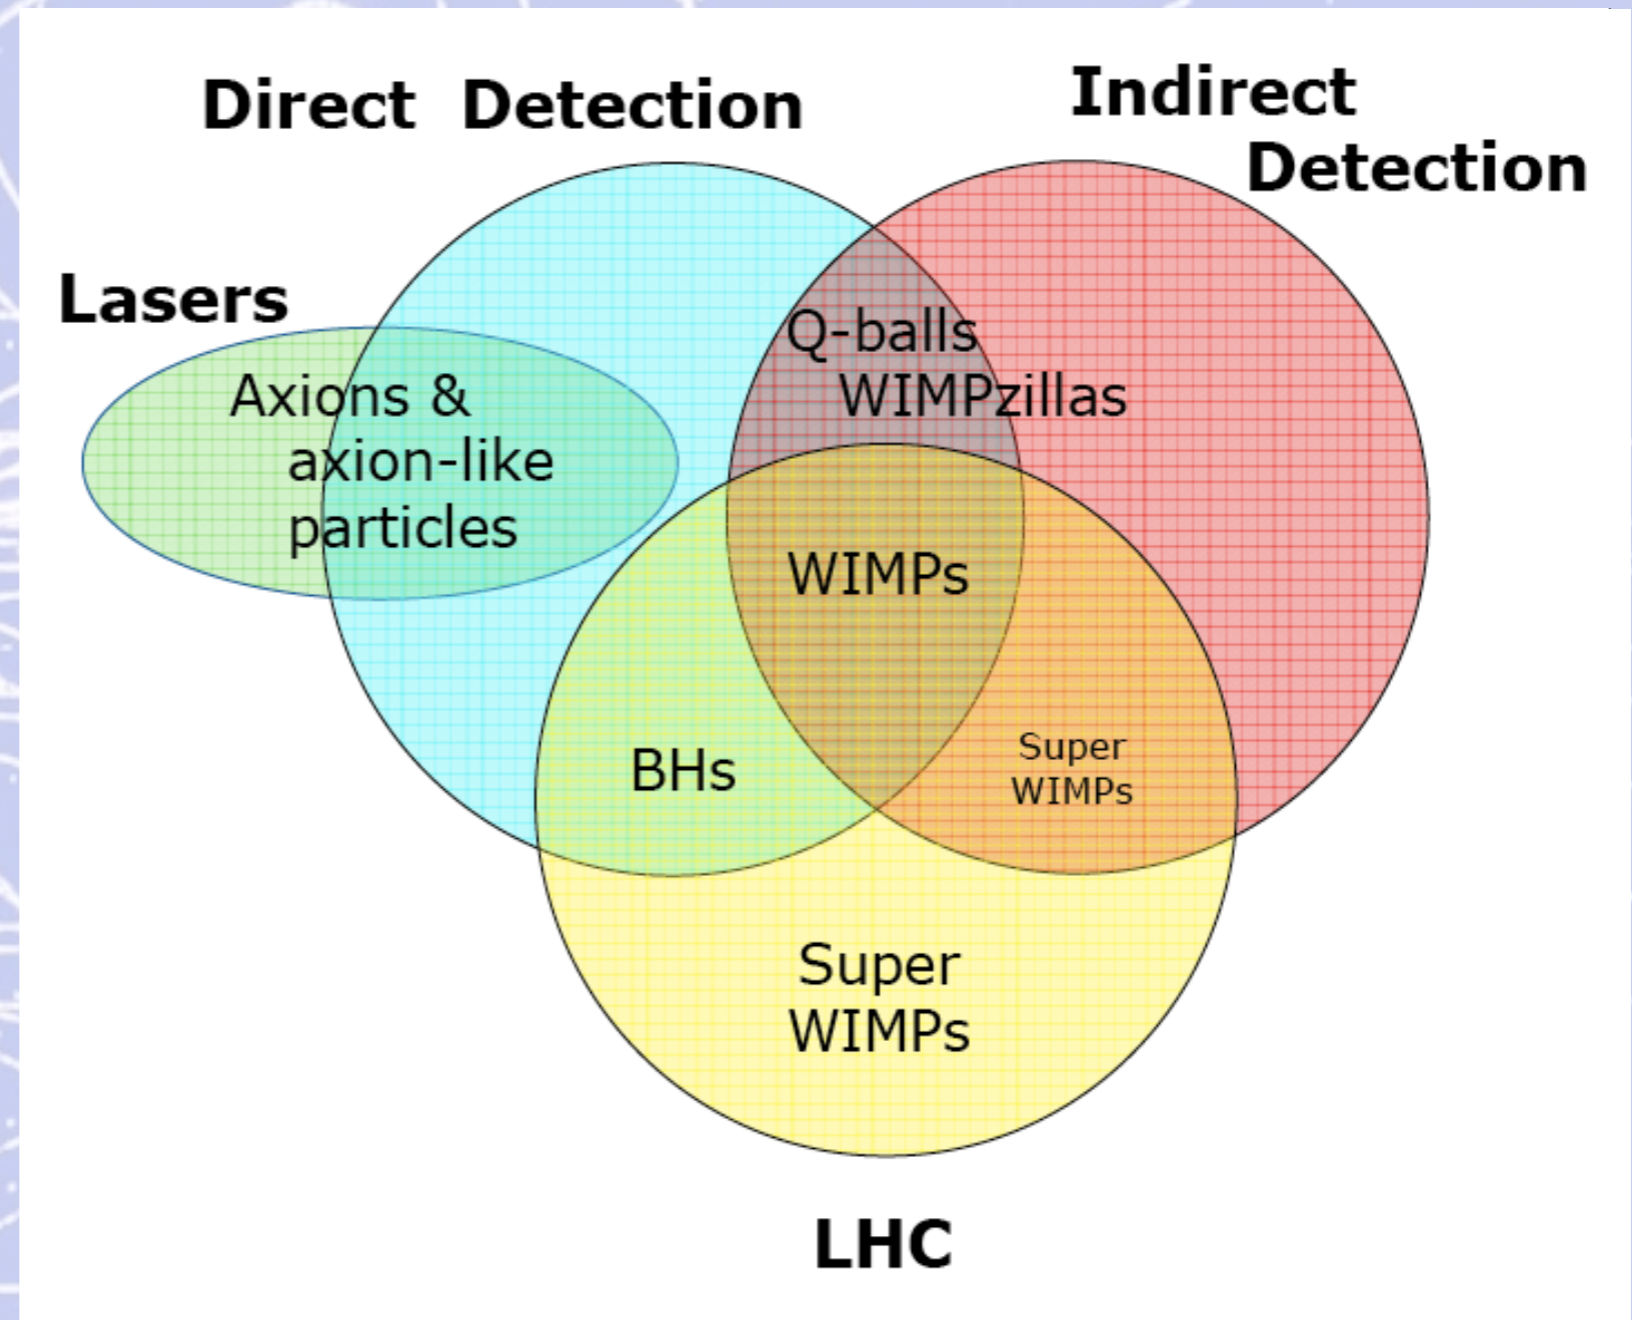 Direct Detection
Indirect
Detection
Lasers
Axions &
axion-like
particles
Q-balls
WIMPzillas
WIMPs
BHs
Super
WIMPs
Super
WIMPs
LHC